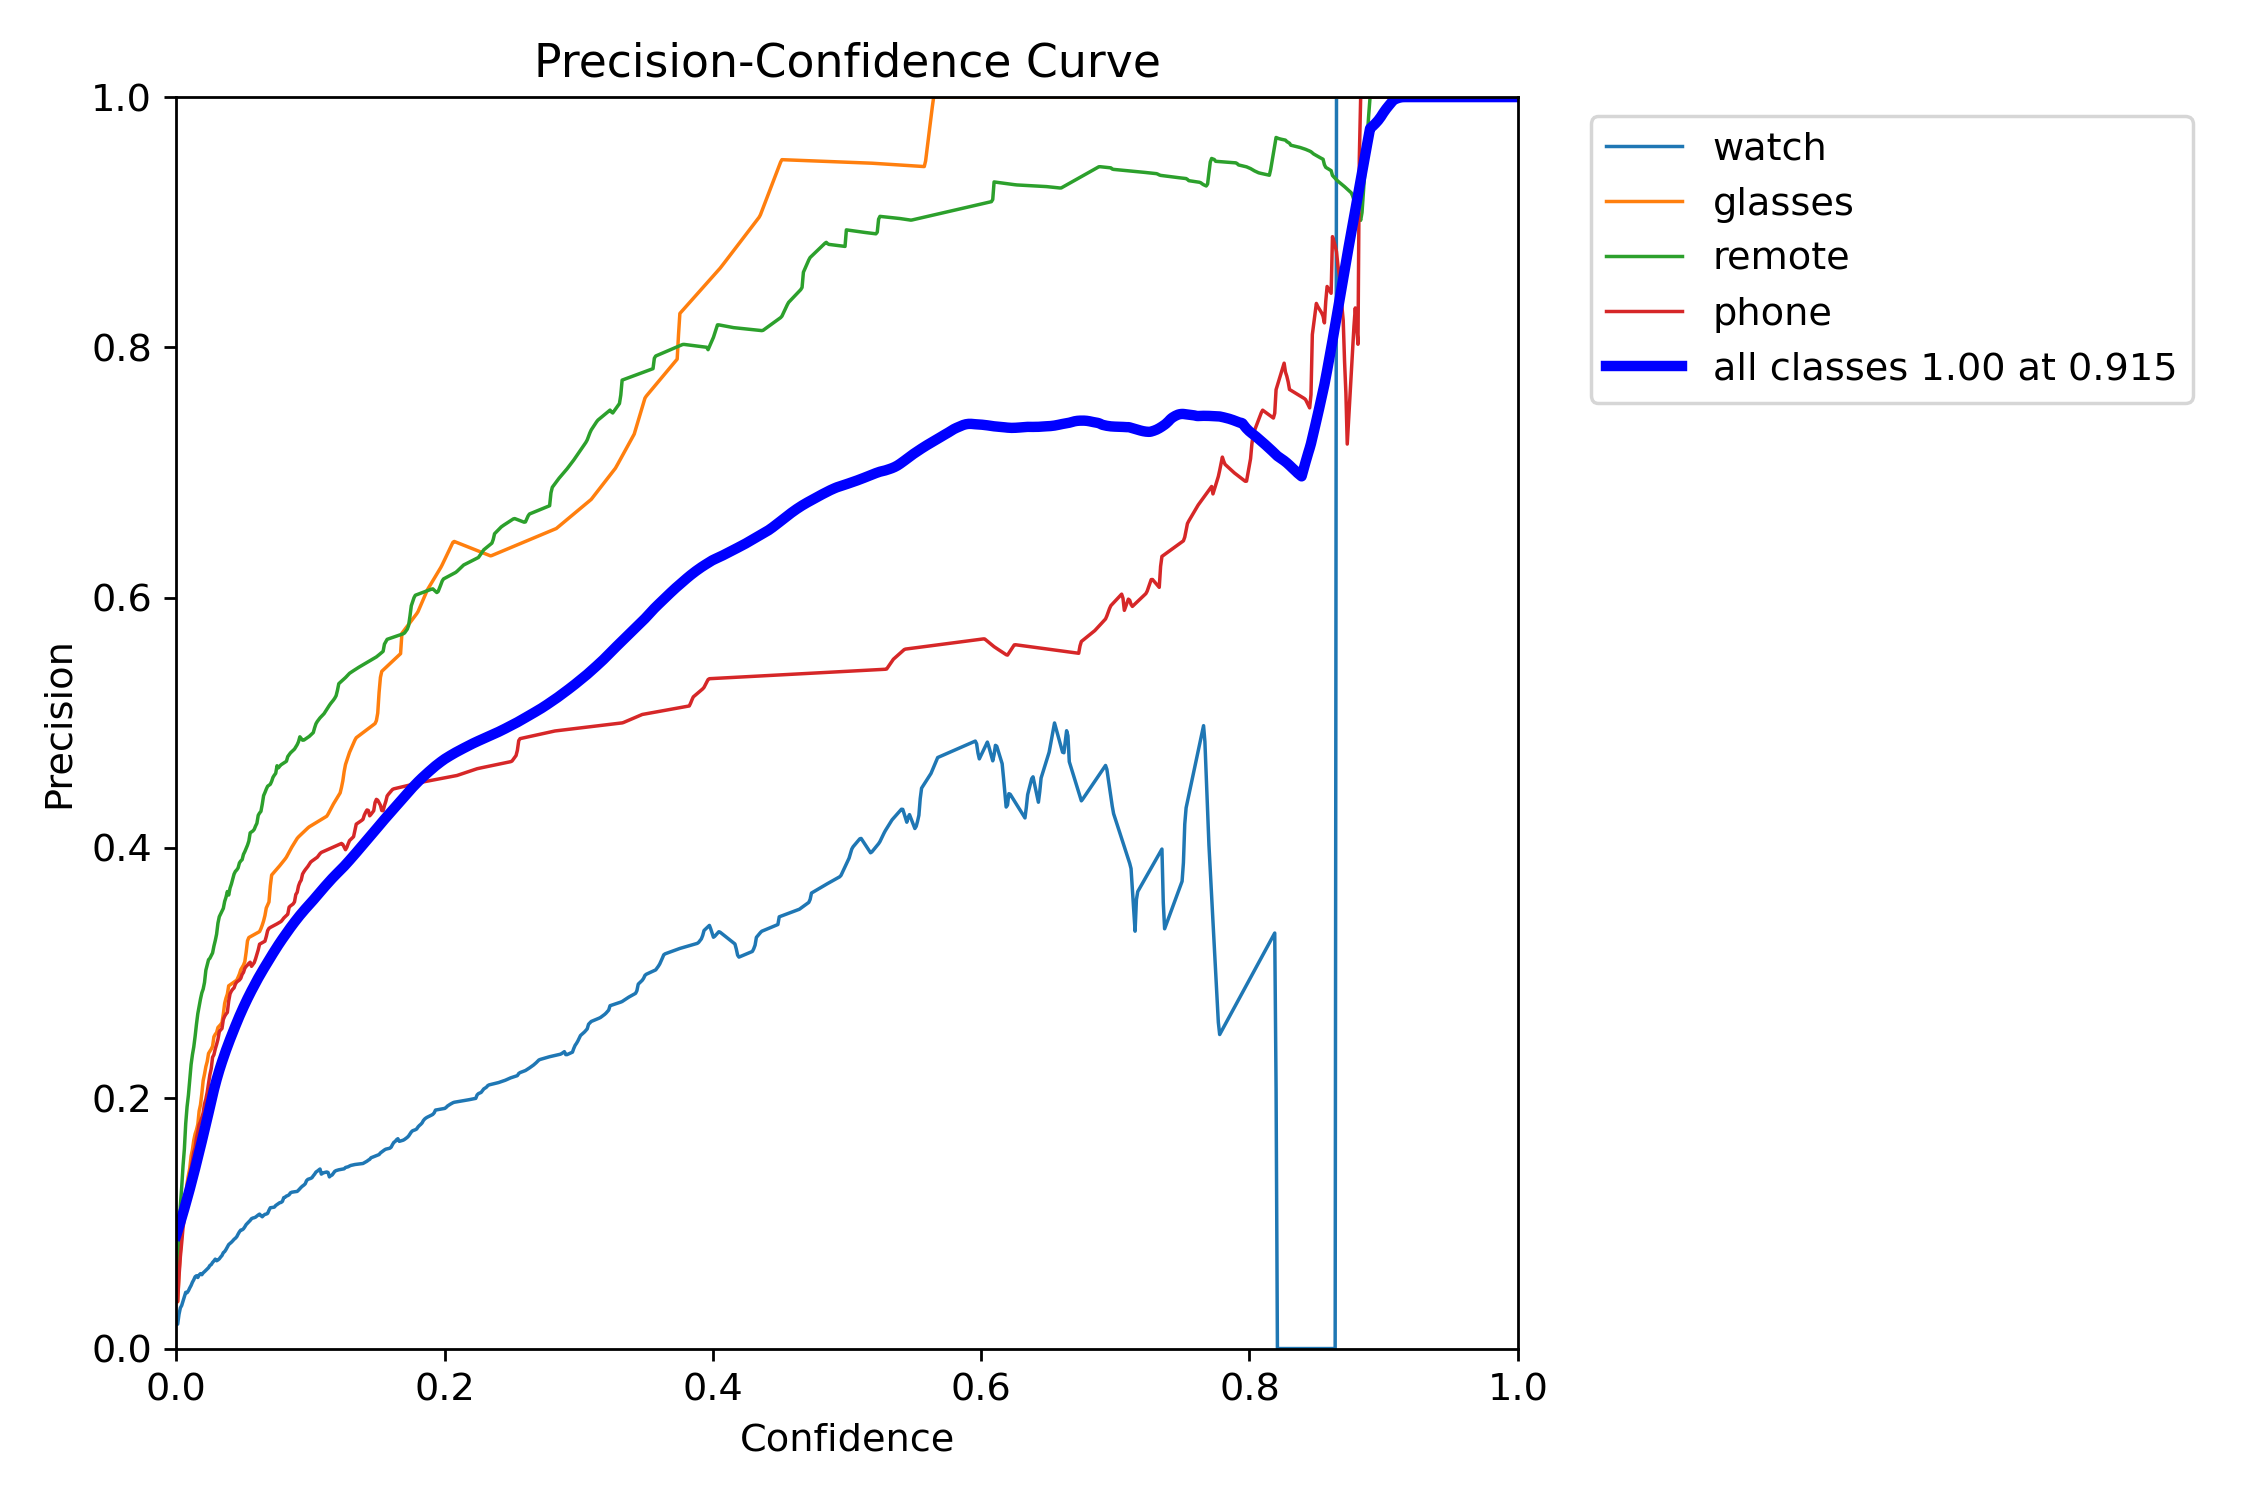 Precision-Confidence Curve
1.0
0.8
0.6
0.4
0.2
0.0
Precision
0.0 0.2 0.4 0.6 0.8 1.0
Confidence
watch
glasses
remote
phone
all classes 1.00 at 0.915